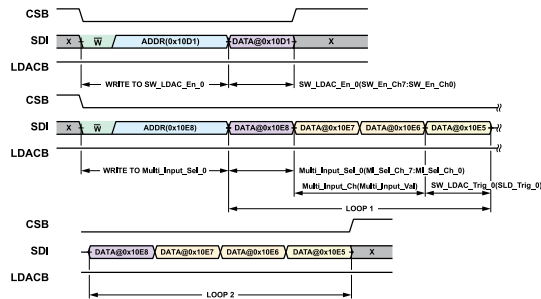 CSB
SDI X W ADDR(0x10D1) DATA@0x10D1 X
LDACB
WRITE TO SW_LDAC_En_0 SW_LDAC_En_0(SW_En_Ch7:SW_En_Ch0)
CSB
SDI X W ADDR(0x10E8) DATA@0x10E8 DATA@0x10E7 DATA@0x10E6 DATA@0x10E5
LDACB
WRITE TO Multi_Input_Sel_0 Multi_Input_Sel_0(MI_Sel_Ch_7:MI_Sel_Ch_0)
Multi_Input_Ch(Multi_Input_Val) SW_LDAC_Trig_0(SLD_Trig_0)
LOOP 1
CSB
SDI DATA@0x10E8 DATA@0x10E7 DATA@0x10E6 DATA@0x10E5 X
LDACB
LOOP 2